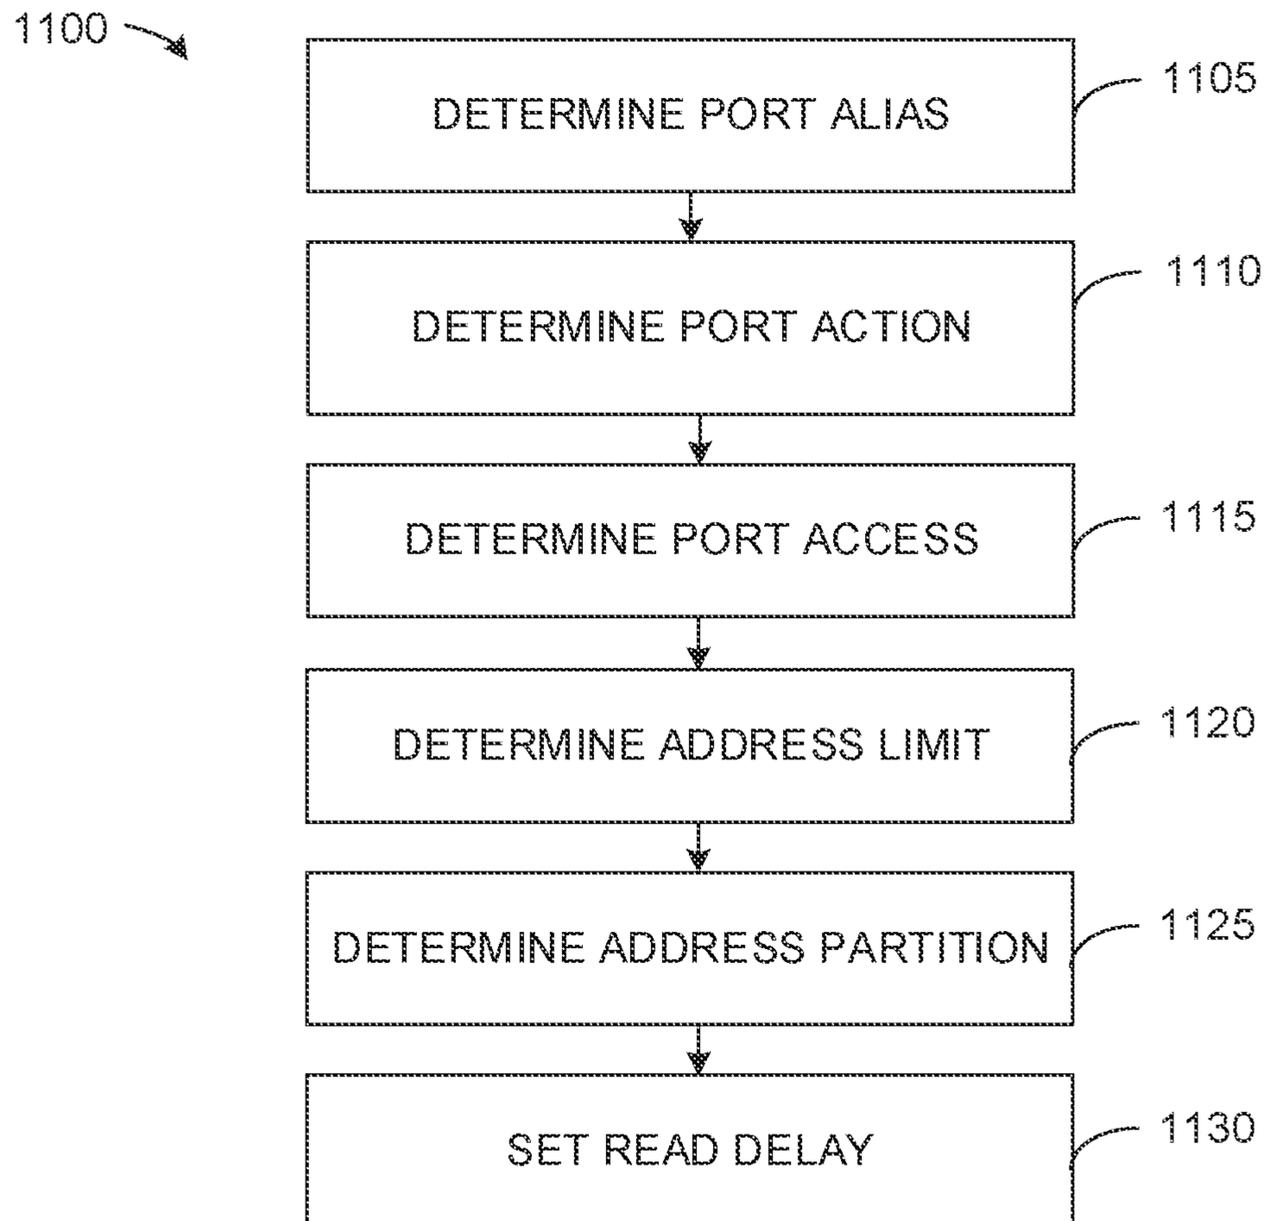 1100
DETERMINE PORT ALIAS
1105
DETERMINE PORT ACTION
1110
DETERMINE PORT ACCESS
1115
DETERMINE ADDRESS LIMIT
1120
DETERMINE ADDRESS PARTITION
1125
SET READ DELAY
1130